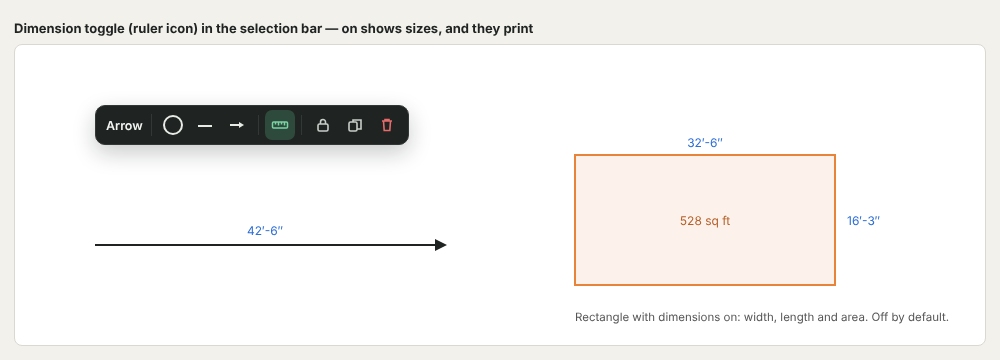 Dimension toggle (ruler icon) in the selection bar — on shows sizes, and they print
Arrow
42′-6″
32′-6″
528 sq ft
16′-3″
Rectangle with dimensions on: width, length and area. Off by default.